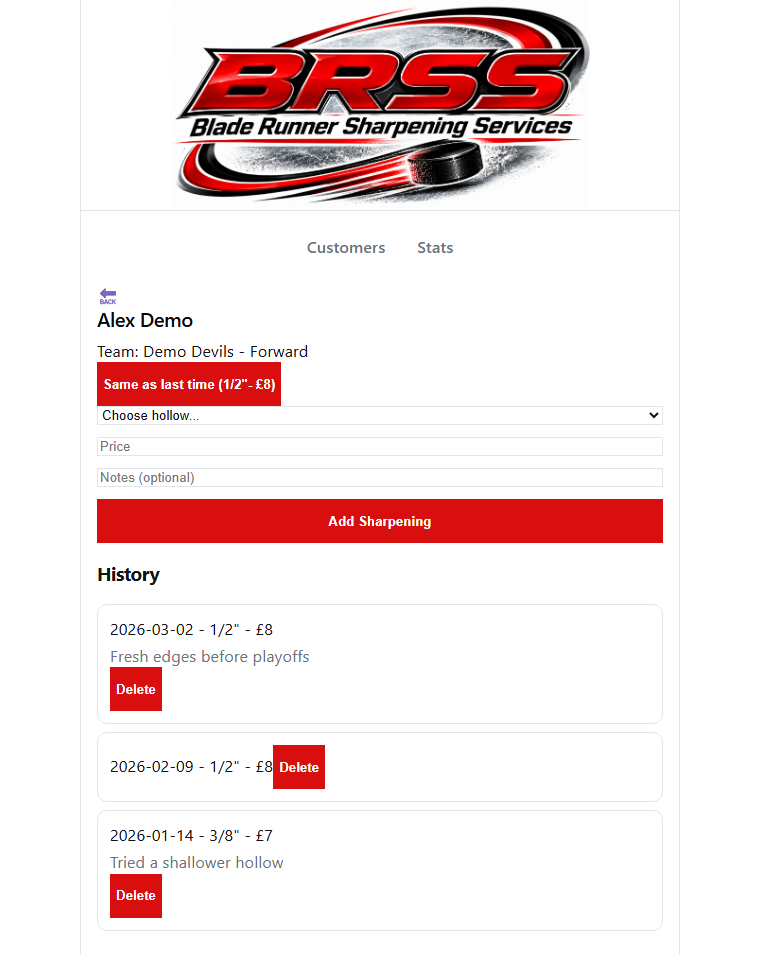 BRSS
Blade Runner Sharpening Services
Customers Stats
BACK
Alex Demo
Team: Demo Devils - Forward
Same as last time (1/2"- £8)
Choose hollow...
Price
Notes (optional)
Add Sharpening
History
2026-03-02 - 1/2" - £8
Fresh edges before playoffs
Delete
2026-02-09 - 1/2" - £8 Delete
2026-01-14 - 3/8" - £7
Tried a shallower hollow
Delete